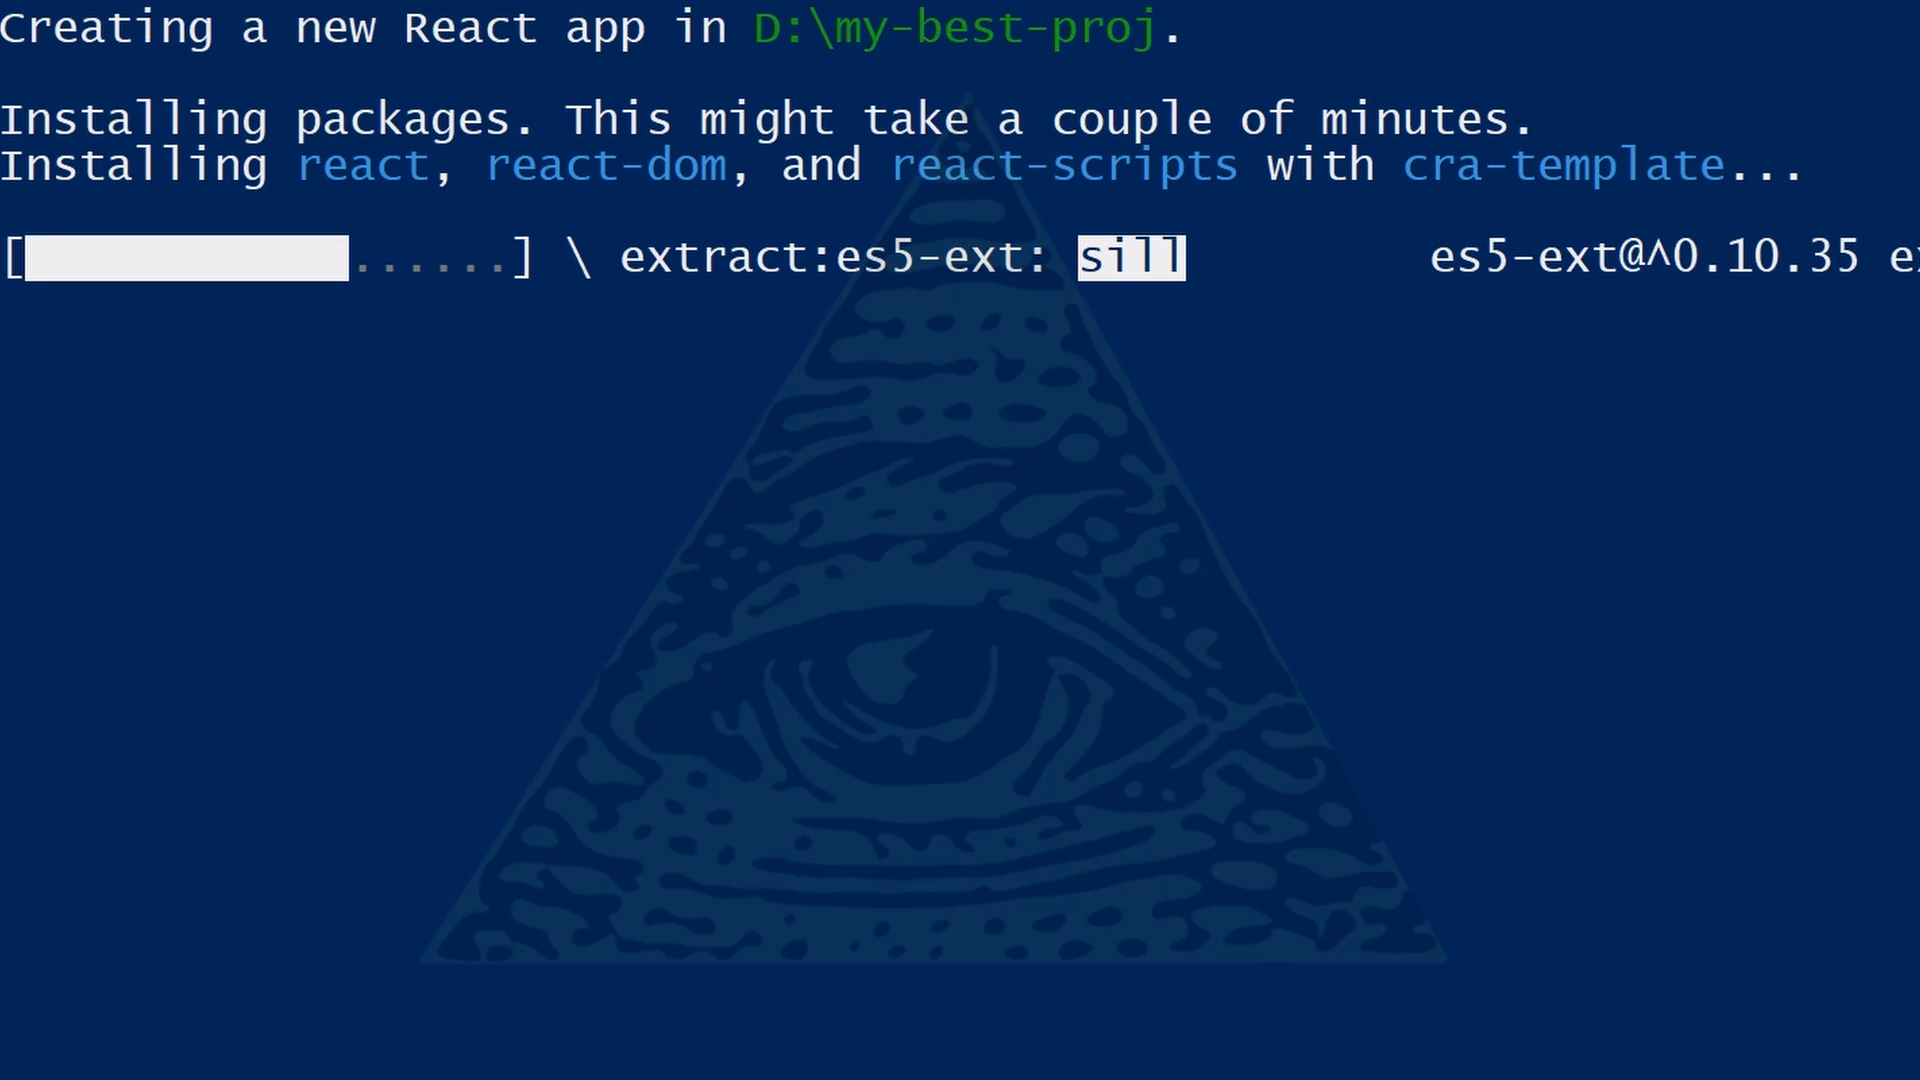 Creating a new React app in D:\my-best-proj.
Installing packages. This might take a couple of minutes.
Installing react, react-dom, and react-scripts with cra-template...
[......] \ extract:es5-ext: sill es5-ext@^0.10.35 ex